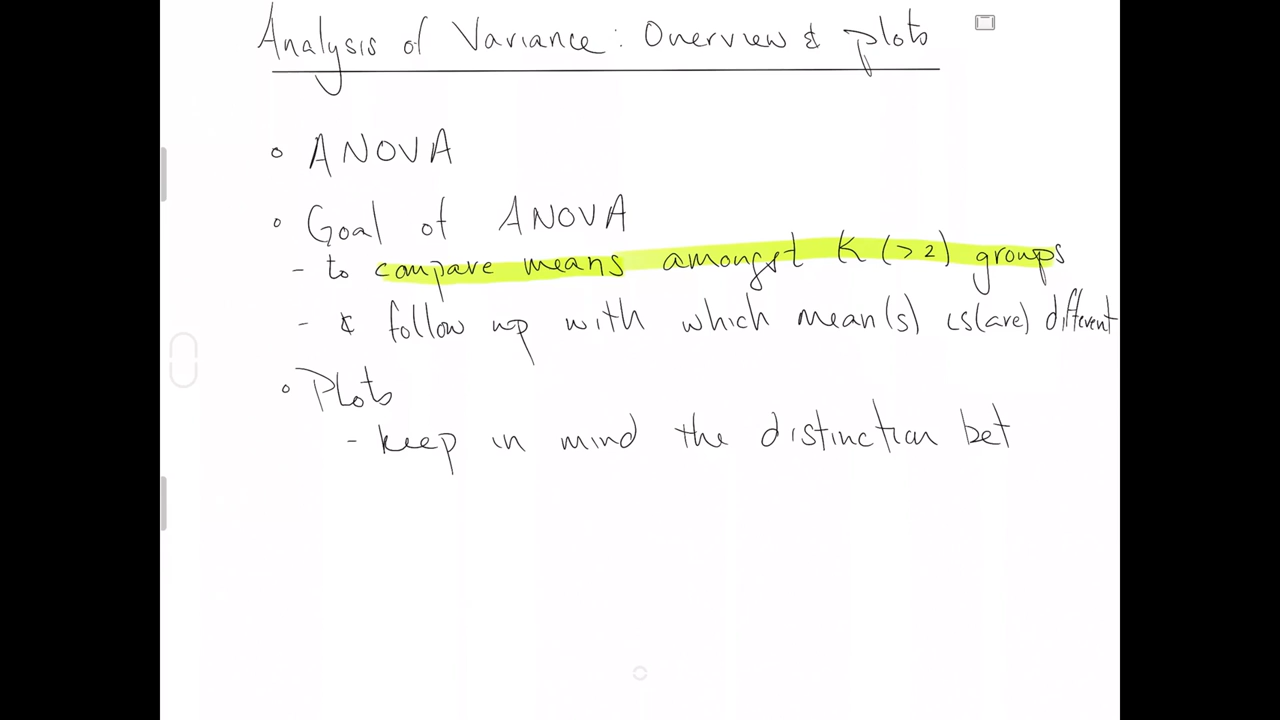 Analysis of Variance: Overview & plots
◦ ANOVA
◦ Goal of ANOVA
- to compare means amongst K (>2) groups
- & follow up with which mean(s) is(are) different
◦ Plots
- keep in mind the distinction bet